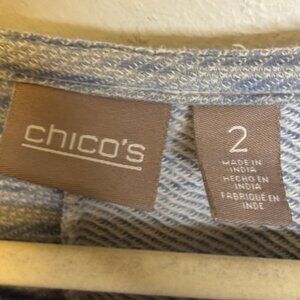 chico's
2
MADE IN
INDIA
HECHO EN
INDIA
FABRIQUÉ EN
INDE